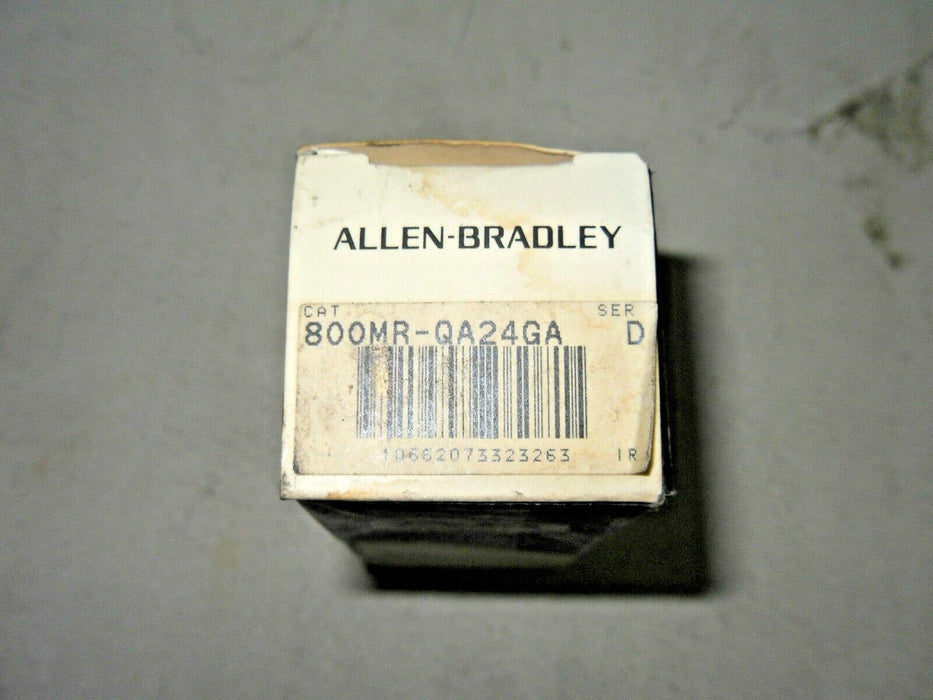 ALLEN-BRADLEY
CAT SER
800MR-QA24GA D
10662073323263 IR